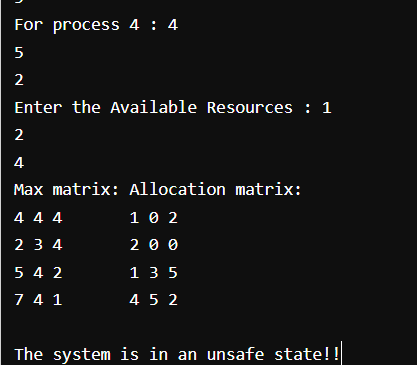 For process 4 : 4
5
2
Enter the Available Resources : 1
2
4
Max matrix: Allocation matrix:
4 4 4 1 0 2
2 3 4 2 0 0
5 4 2 1 3 5
7 4 1 4 5 2
The system is in an unsafe state!!